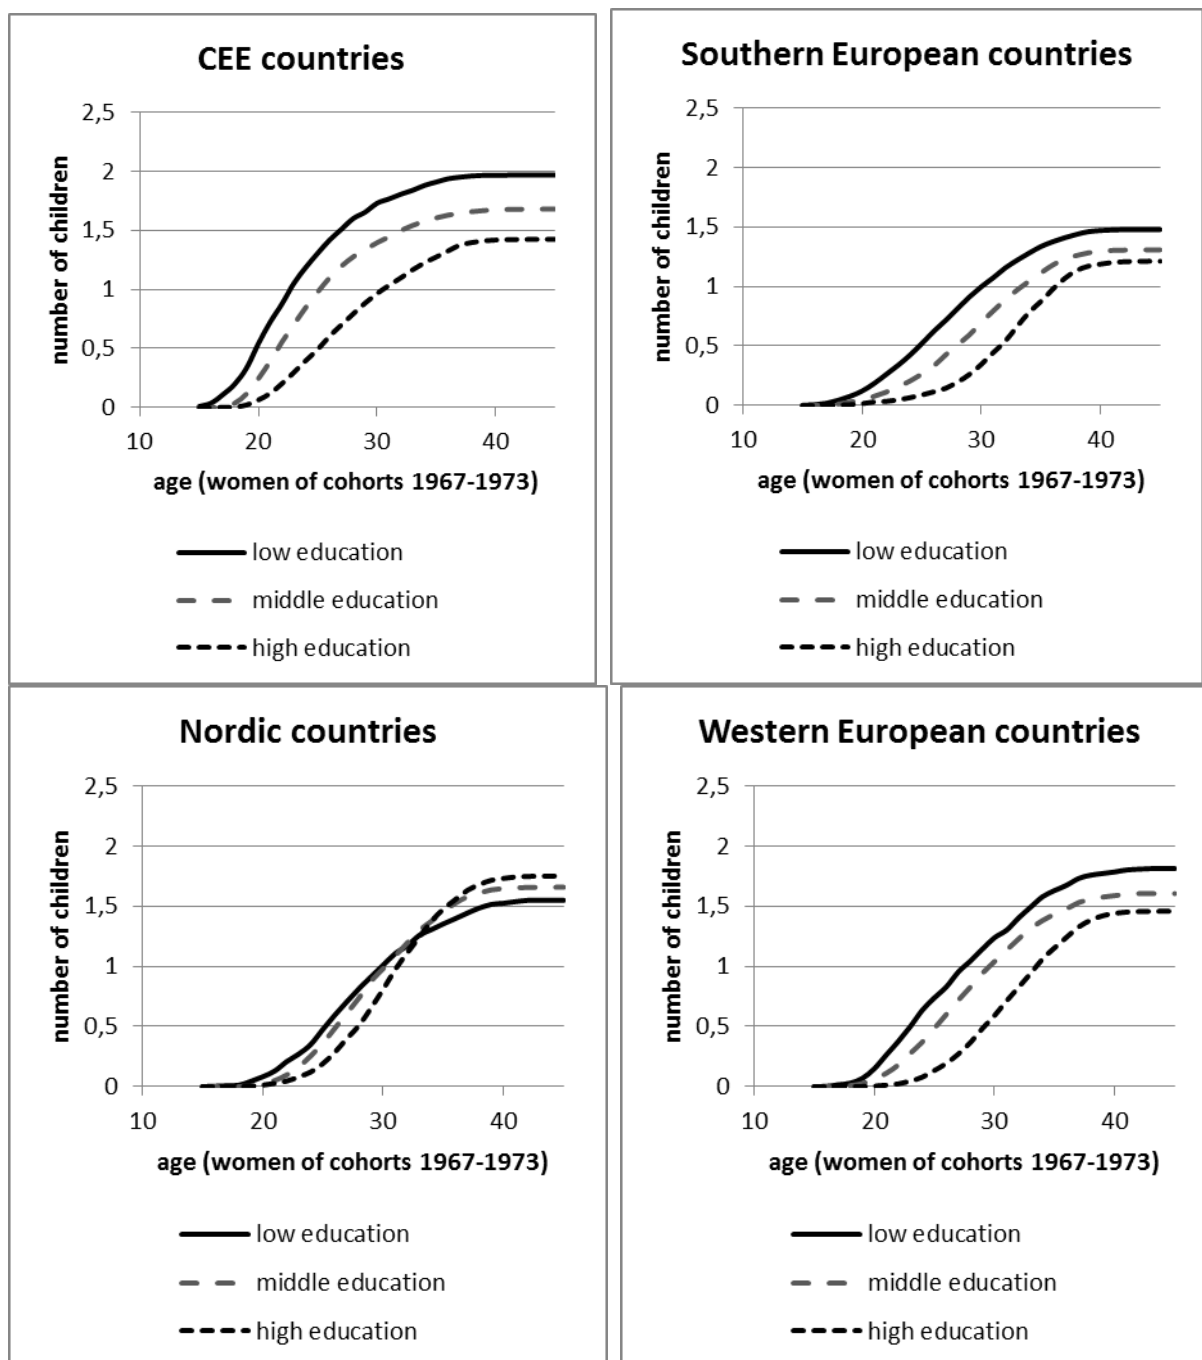 CEE countries
2,5
2
1,5
1
0,5
0
number of children
10 20 30 40
age (women of cohorts 1967-1973)
low education
middle education
high education
Southern European countries
2,5
2
1,5
1
0,5
0
number of children
10 20 30 40
age (women of cohorts 1967-1973)
low education
middle education
high education
Nordic countries
2,5
2
1,5
1
0,5
0
number of children
10 20 30 40
age (women of cohorts 1967-1973)
low education
middle education
high education
Western European countries
2,5
2
1,5
1
0,5
0
number of children
10 20 30 40
age (women of cohorts 1967-1973)
low education
middle education
high education